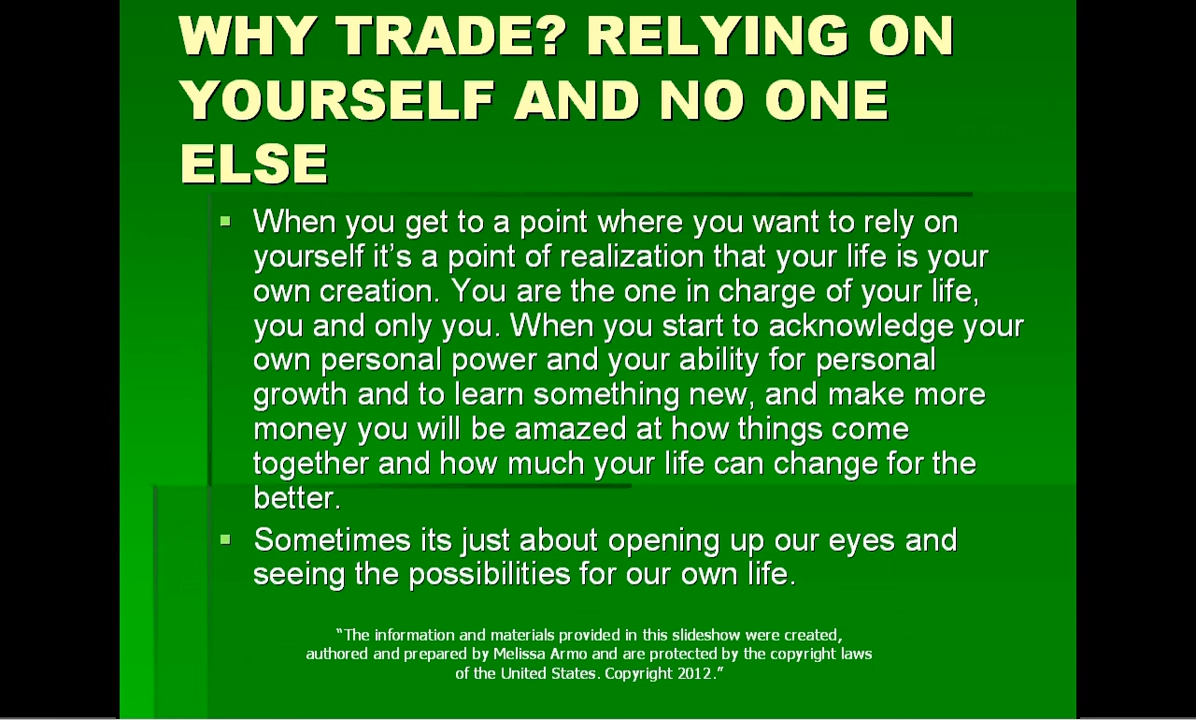 WHY TRADE? RELYING ON
YOURSELF AND NO ONE
ELSE
When you get to a point where you want to rely on
yourself it’s a point of realization that your life is your
own creation. You are the one in charge of your life,
you and only you. When you start to acknowledge your
own personal power and your ability for personal
growth and to learn something new, and make more
money you will be amazed at how things come
together and how much your life can change for the
better.
Sometimes its just about opening up our eyes and
seeing the possibilities for our own life.
“The information and materials provided in this slideshow were created,
authored and prepared by Melissa Armo and are protected by the copyright laws
of the United States. Copyright 2012.”